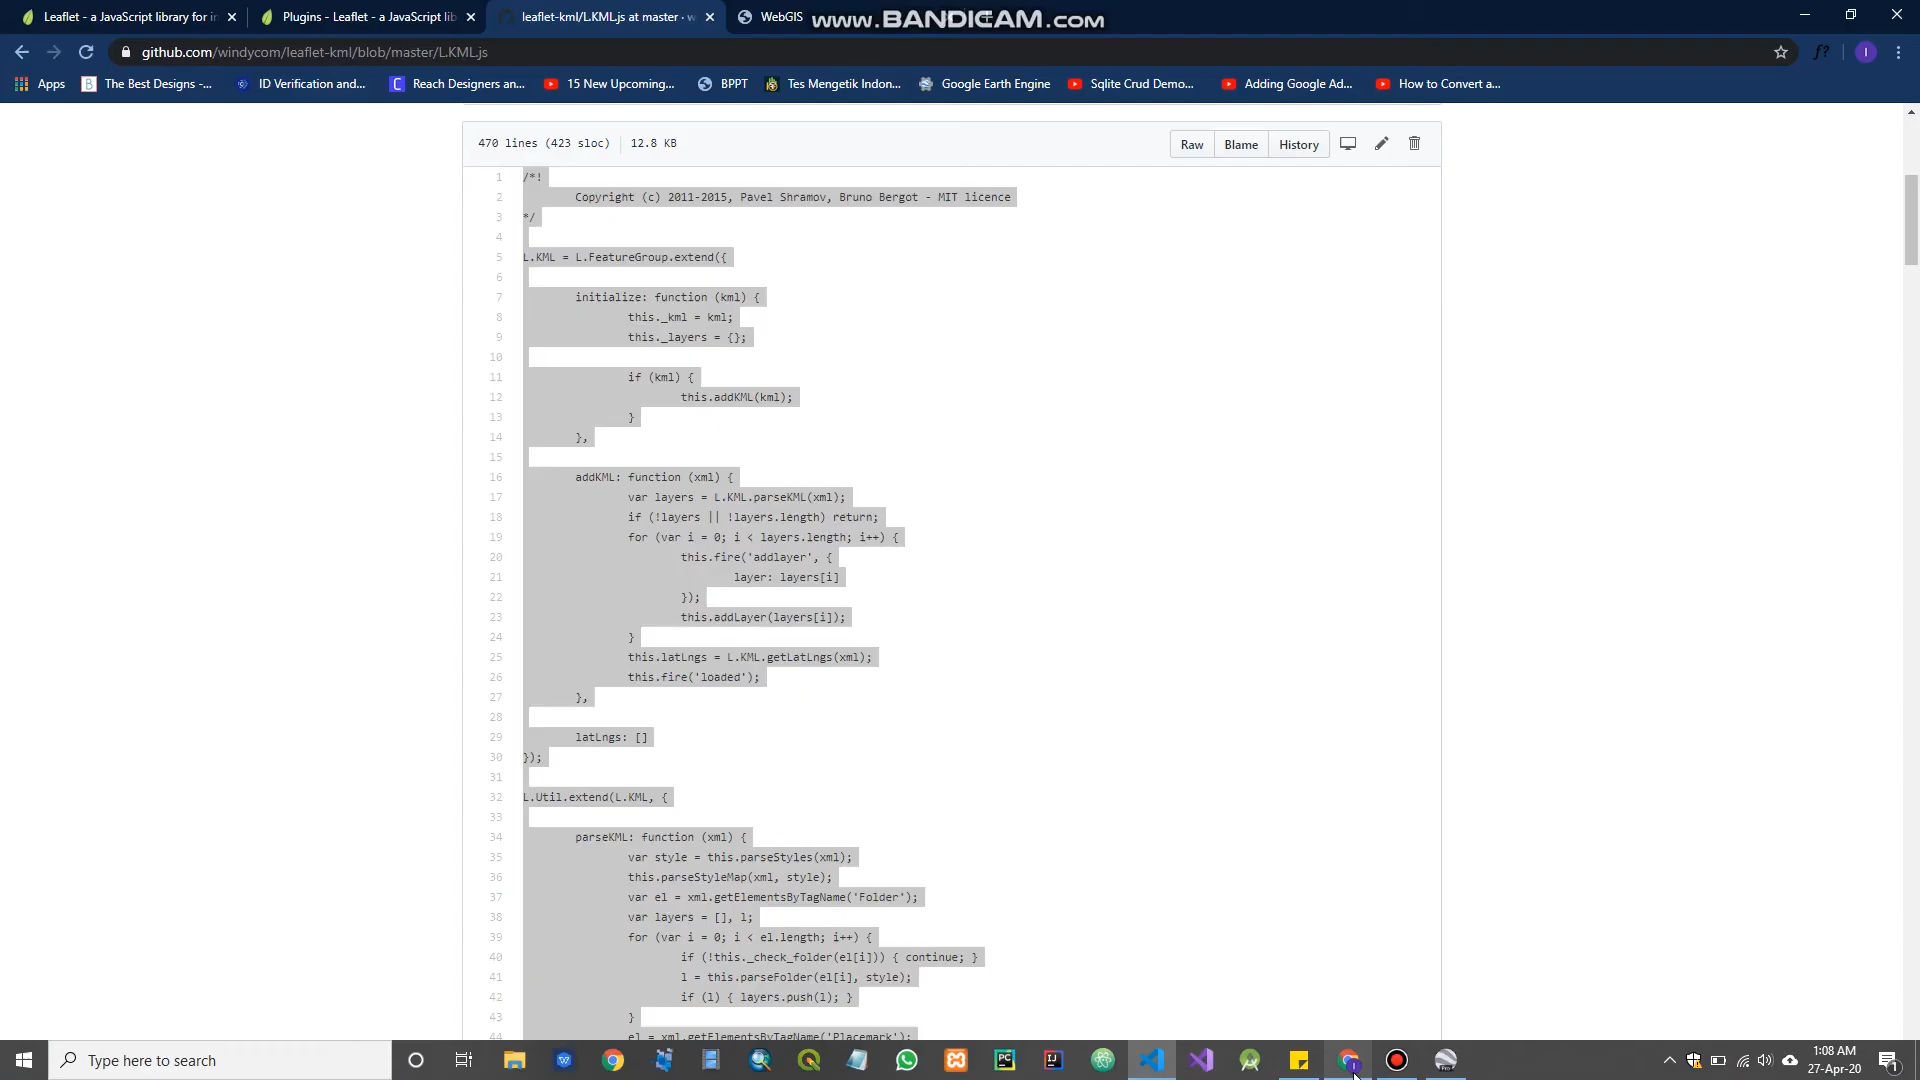 Leaflet - a JavaScript library for in
Plugins - Leaflet - a JavaScript lib
leaflet-kml/L.KML.js at master · w
WebGIS
www.BANDICAM.com
github.com/windycom/leaflet-kml/blob/master/L.KML.js
f?
I
Apps
The Best Designs -...
ID Verification and...
Reach Designers an...
15 New Upcoming...
BPPT
Tes Mengetik Indon...
Google Earth Engine
Sqlite Crud Demo...
Adding Google Ad...
How to Convert a...
470 lines (423 sloc)
12.8 KB
Raw
Blame
History
1 /*!
2 Copyright (c) 2011-2015, Pavel Shramov, Bruno Bergot - MIT licence
3 */
4
5 L.KML = L.FeatureGroup.extend({
6
7 initialize: function (kml) {
8 this._kml = kml;
9 this._layers = {};
10
11 if (kml) {
12 this.addKML(kml);
13 }
14 },
15
16 addKML: function (xml) {
17 var layers = L.KML.parseKML(xml);
18 if (!layers || !layers.length) return;
19 for (var i = 0; i < layers.length; i++) {
20 this.fire('addlayer', {
21 layer: layers[i]
22 });
23 this.addLayer(layers[i]);
24 }
25 this.latLngs = L.KML.getLatLngs(xml);
26 this.fire('loaded');
27 },
28
29 latLngs: []
30 });
31
32 L.Util.extend(L.KML, {
33
34 parseKML: function (xml) {
35 var style = this.parseStyles(xml);
36 this.parseStyleMap(xml, style);
37 var el = xml.getElementsByTagName('Folder');
38 var layers = [], l;
39 for (var i = 0; i < el.length; i++) {
40 if (!this._check_folder(el[i])) { continue; }
41 l = this.parseFolder(el[i], style);
42 if (l) { layers.push(l); }
43 }
44 el = xml.getElementsByTagName('Placemark');
Type here to search
1:08 AM
27-Apr-20
1